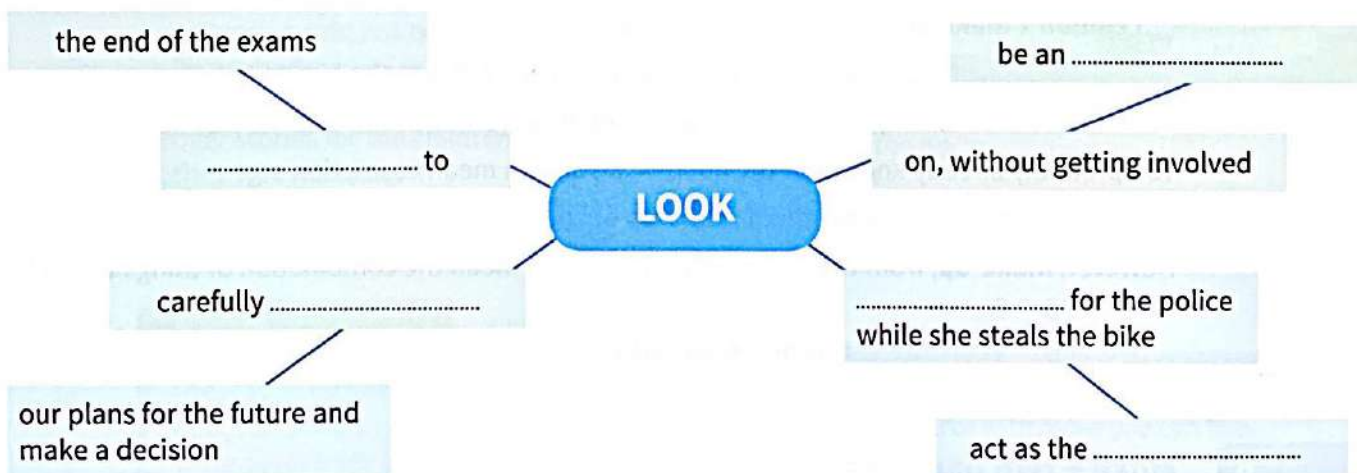 the end of the exams
be an ........................................
........................................ to
on, without getting involved
LOOK
carefully ........................................
........................................ for the police
while she steals the bike
our plans for the future and
make a decision
act as the ........................................